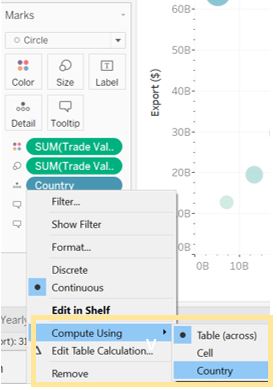 Marks
Circle
Color
Size
Label
Detail
Tooltip
SUM(Trade Val..
SUM(Trade Val..
Country
Filter...
Show Filter
Format...
Discrete
Continuous
Edit in Shelf
Compute Using
Edit Table Calculation...
Remove
Table (across)
Cell
Country
Yearly
ort): 31
Export ($)
60B
50B
40B
30B
20B
10B
0B
0B
10B